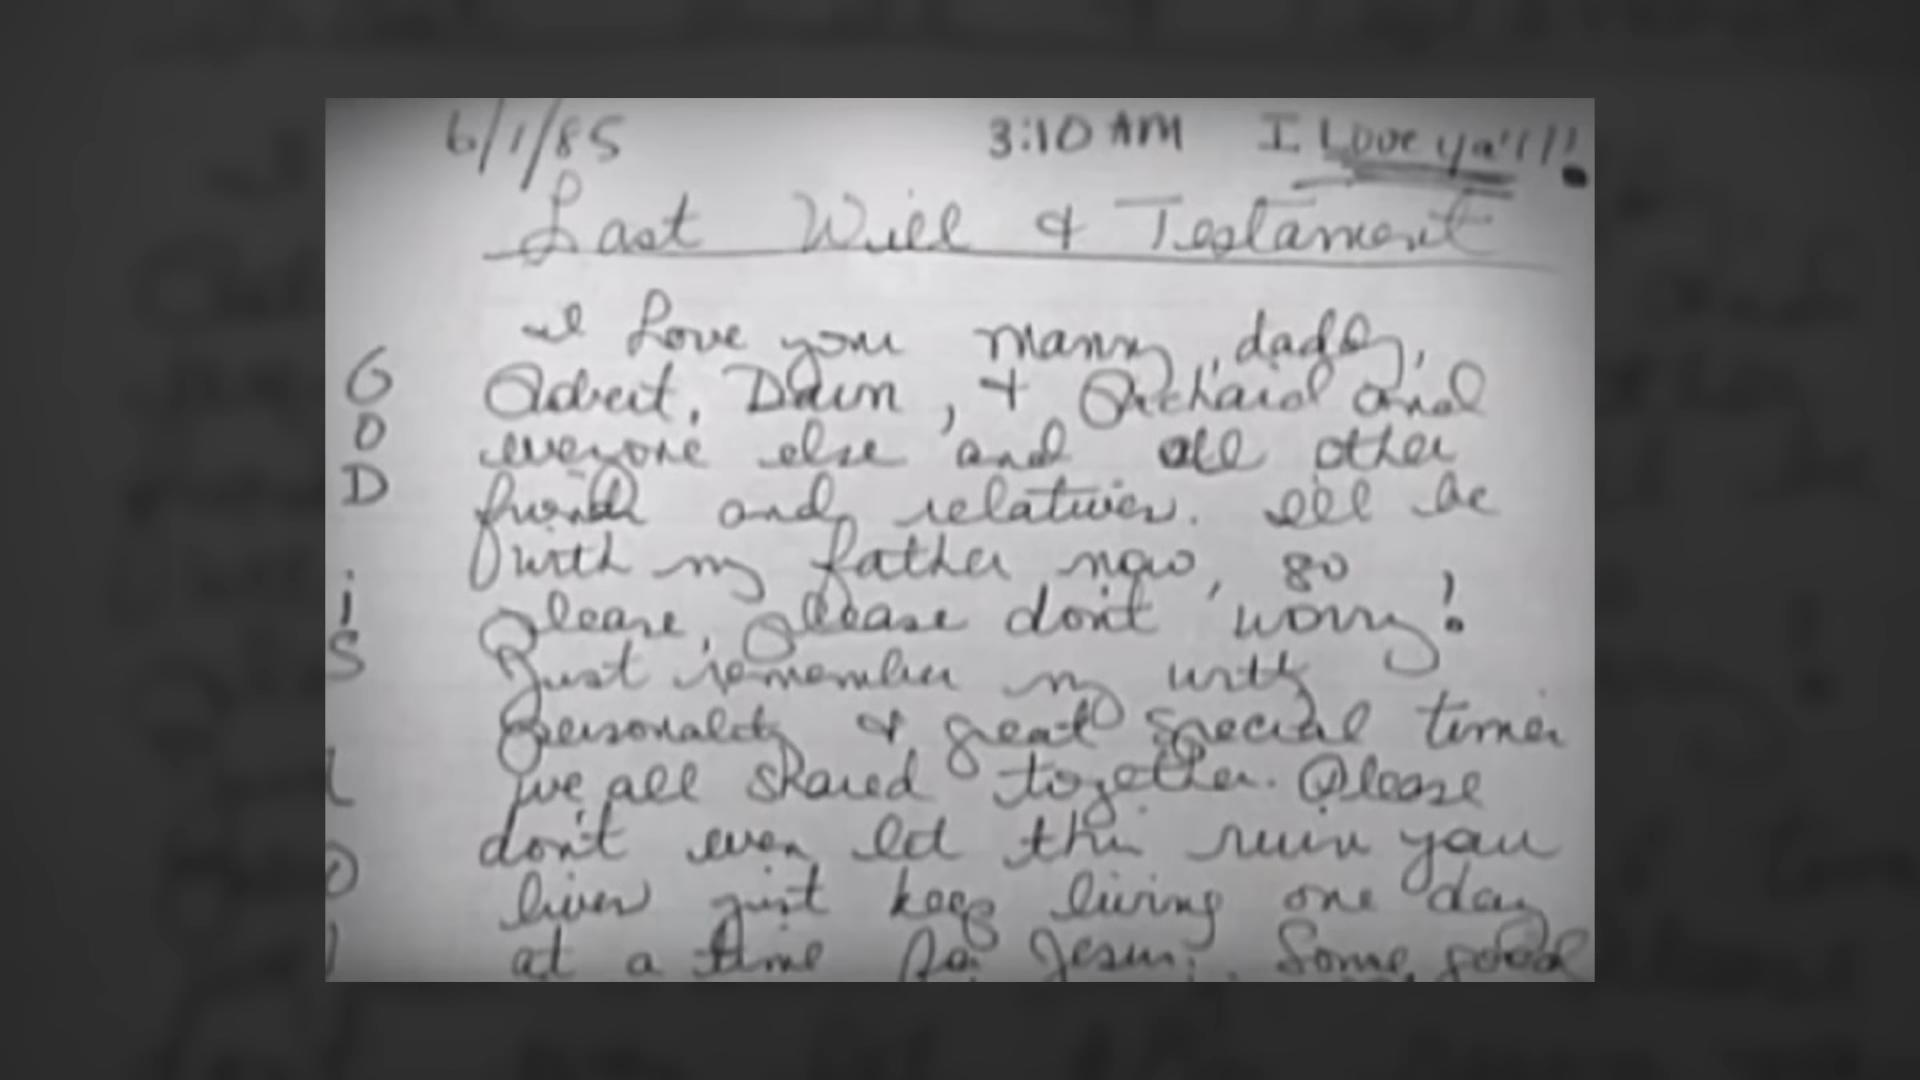 6/1/85 3:10 AM I Love ya'll!
Last Will & Testament
I Love you mamy, daddy,
Robert, Dawn, & Richard and
everyone else and all other
friends and relatives. I'll be
with my father now, so
please, please don't worry!
Just remember my witty
personality & great special times
we all shared together. Please
don't ever let this ruin your
lives just keep living one day
at a time for Jesus. Some good
G
O
D
i
S
L
O